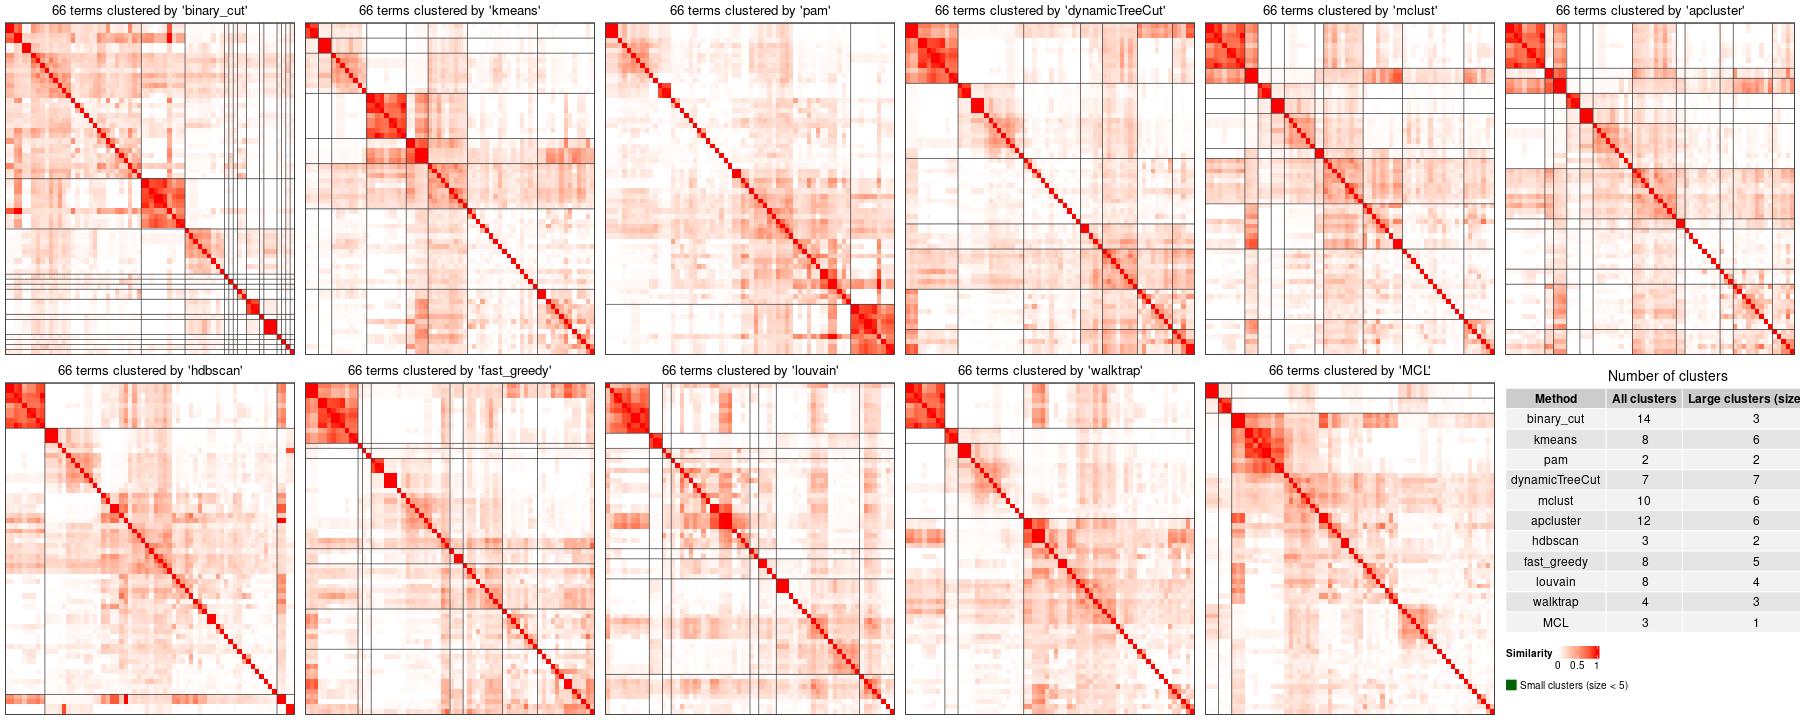 66 terms clustered by 'binary_cut'
66 terms clustered by 'kmeans'
66 terms clustered by 'pam'
66 terms clustered by 'dynamicTreeCut'
66 terms clustered by 'mclust'
66 terms clustered by 'apcluster'
66 terms clustered by 'hdbscan'
66 terms clustered by 'fast_greedy'
66 terms clustered by 'louvain'
66 terms clustered by 'walktrap'
66 terms clustered by 'MCL'
Number of clusters
Method All clusters Large clusters (size
binary_cut 14 3
kmeans 8 6
pam 2 2
dynamicTreeCut 7 7
mclust 10 6
apcluster 12 6
hdbscan 3 2
fast_greedy 8 5
louvain 8 4
walktrap 4 3
MCL 3 1
Similarity
0 0.5 1
Small clusters (size < 5)